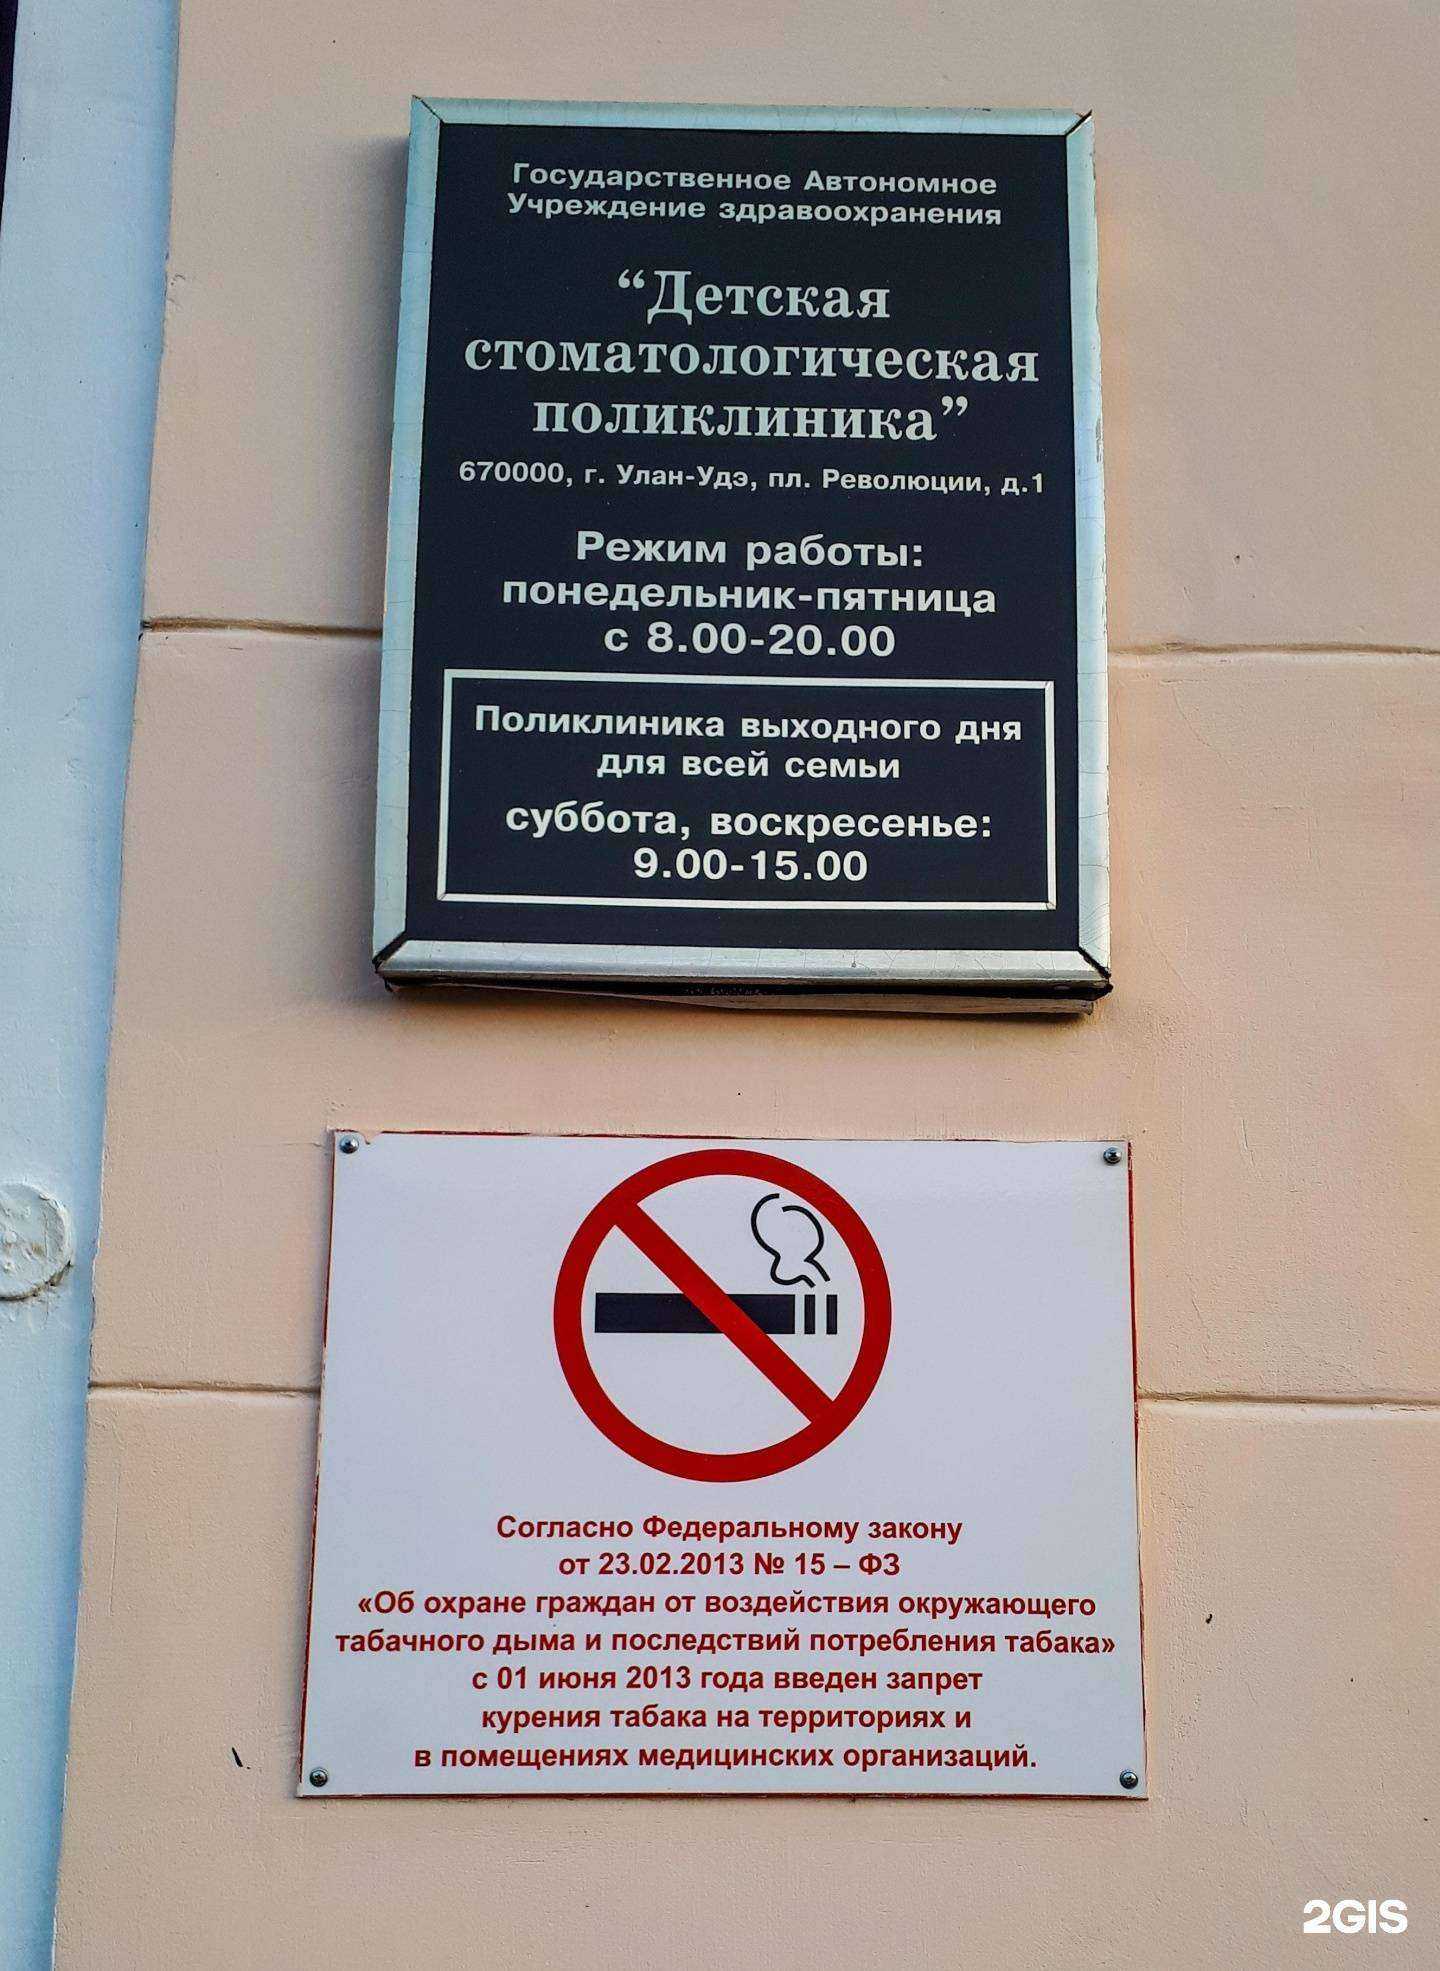 Государственное Автономное
Учреждение здравоохранения
“Детская
стоматологическая
поликлиника”
670000, г. Улан-Удэ, пл. Революции, д.1
Режим работы:
понедельник-пятница
с 8.00-20.00
Поликлиника выходного дня
для всей семьи
суббота, воскресенье:
9.00-15.00
Согласно Федеральному закону
от 23.02.2013 № 15 – ФЗ
«Об охране граждан от воздействия окружающего
табачного дыма и последствий потребления табака»
с 01 июня 2013 года введен запрет
курения табака на территориях и
в помещениях медицинских организаций.
2GIS